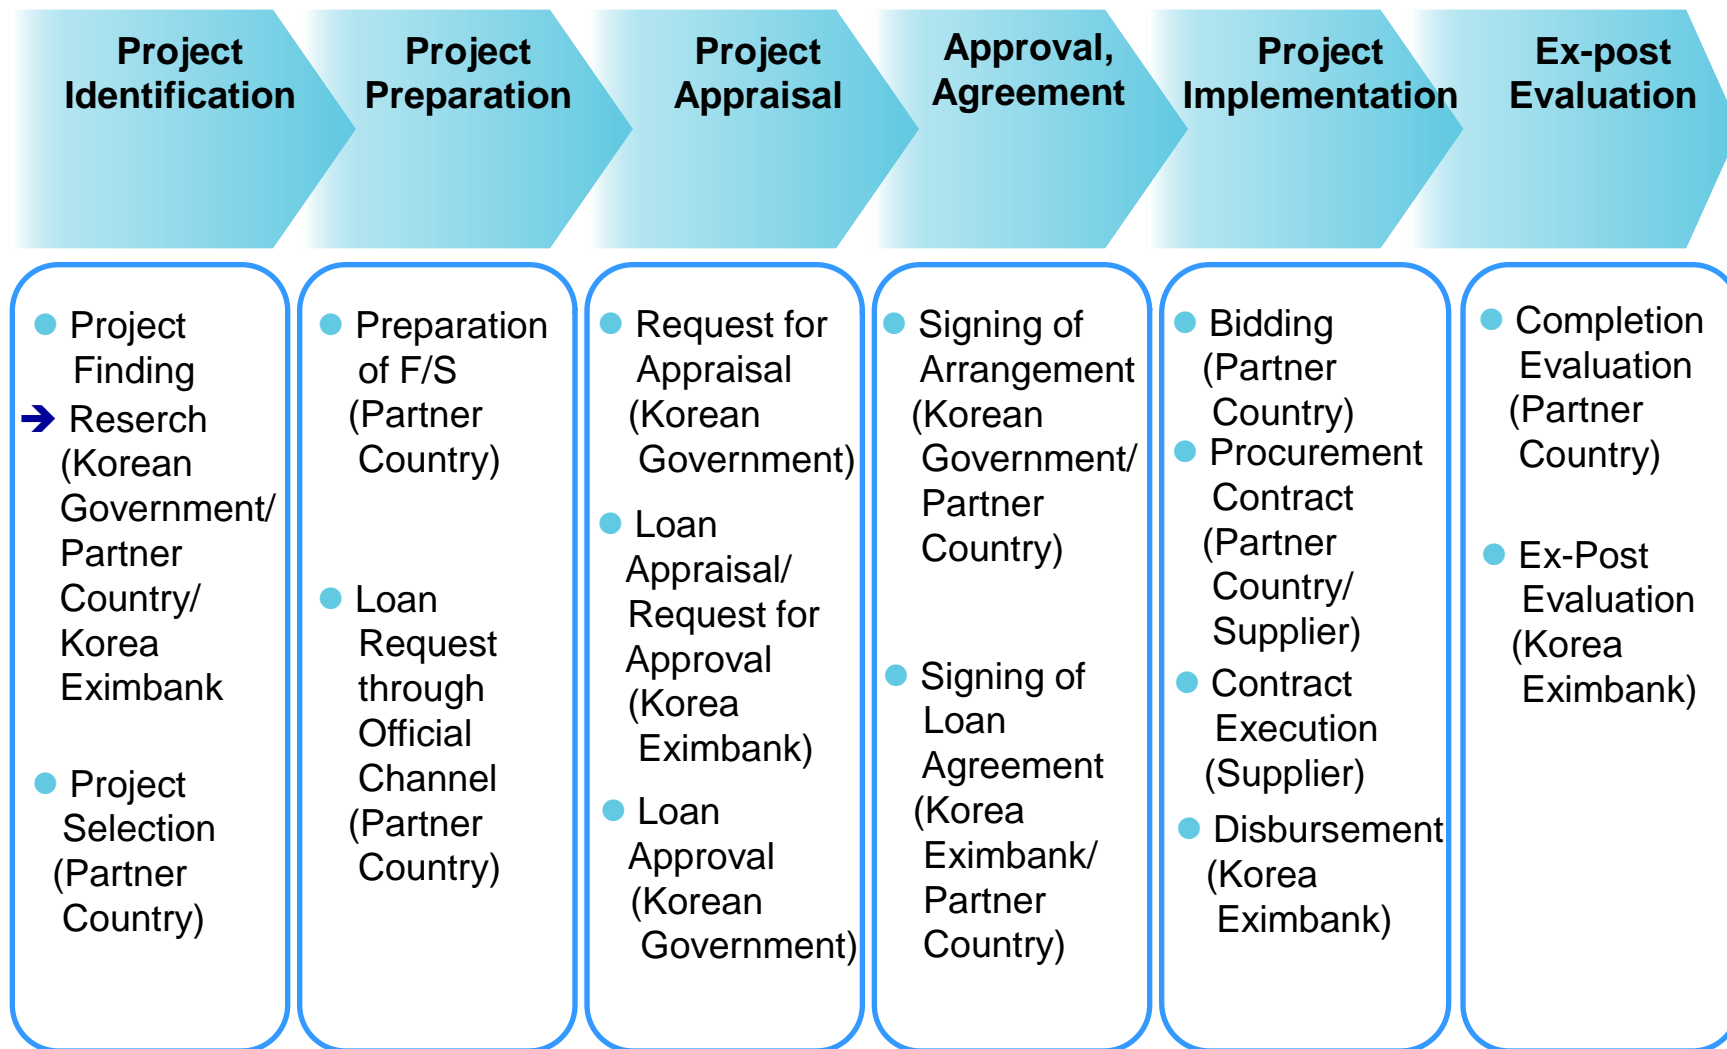 Project
Identification
Project
Preparation
Project
Appraisal
Approval,
Agreement
Project
Implementation
Ex-post
Evaluation
Project
Finding
Reserch
(Korean
Government/
Partner
Country/
Korea
Eximbank
Project
Selection
(Partner
Country)
Preparation
of F/S
(Partner
Country)
Loan
Request
through
Official
Channel
(Partner
Country)
Request for
Appraisal
(Korean
Government)
Loan
Appraisal/
Request for
Approval
(Korea
Eximbank)
Loan
Approval
(Korean
Government)
Signing of
Arrangement
(Korean
Government/
Partner
Country)
Signing of
Loan
Agreement
(Korea
Eximbank/
Partner
Country)
Bidding
(Partner
Country)
Procurement
Contract
(Partner
Country/
Supplier)
Contract
Execution
(Supplier)
Disbursement
(Korea
Eximbank)
Completion
Evaluation
(Partner
Country)
Ex-Post
Evaluation
(Korea
Eximbank)